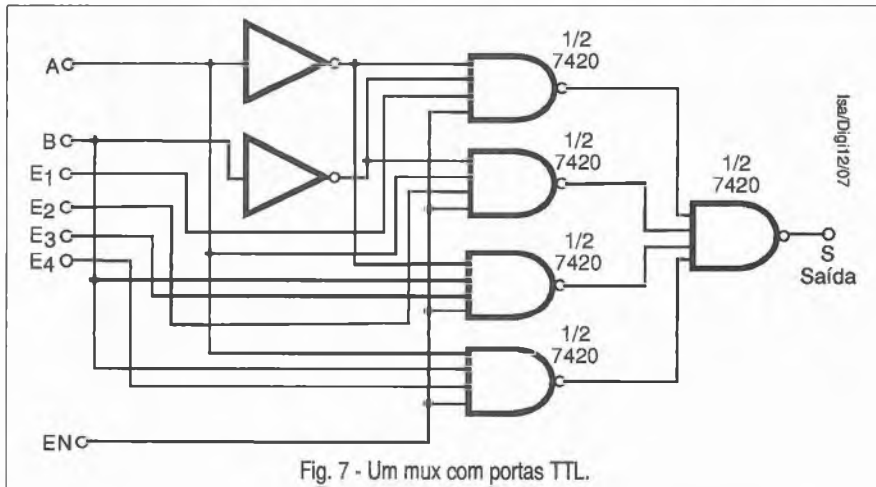 1/2
7420
A
B
E1
E2
E3
E4
EN
1/2
7420
1/2
7420
1/2
7420
1/2
7420
S
Saída
Isa/Digi12/07
Fig. 7 - Um mux com portas TTL.